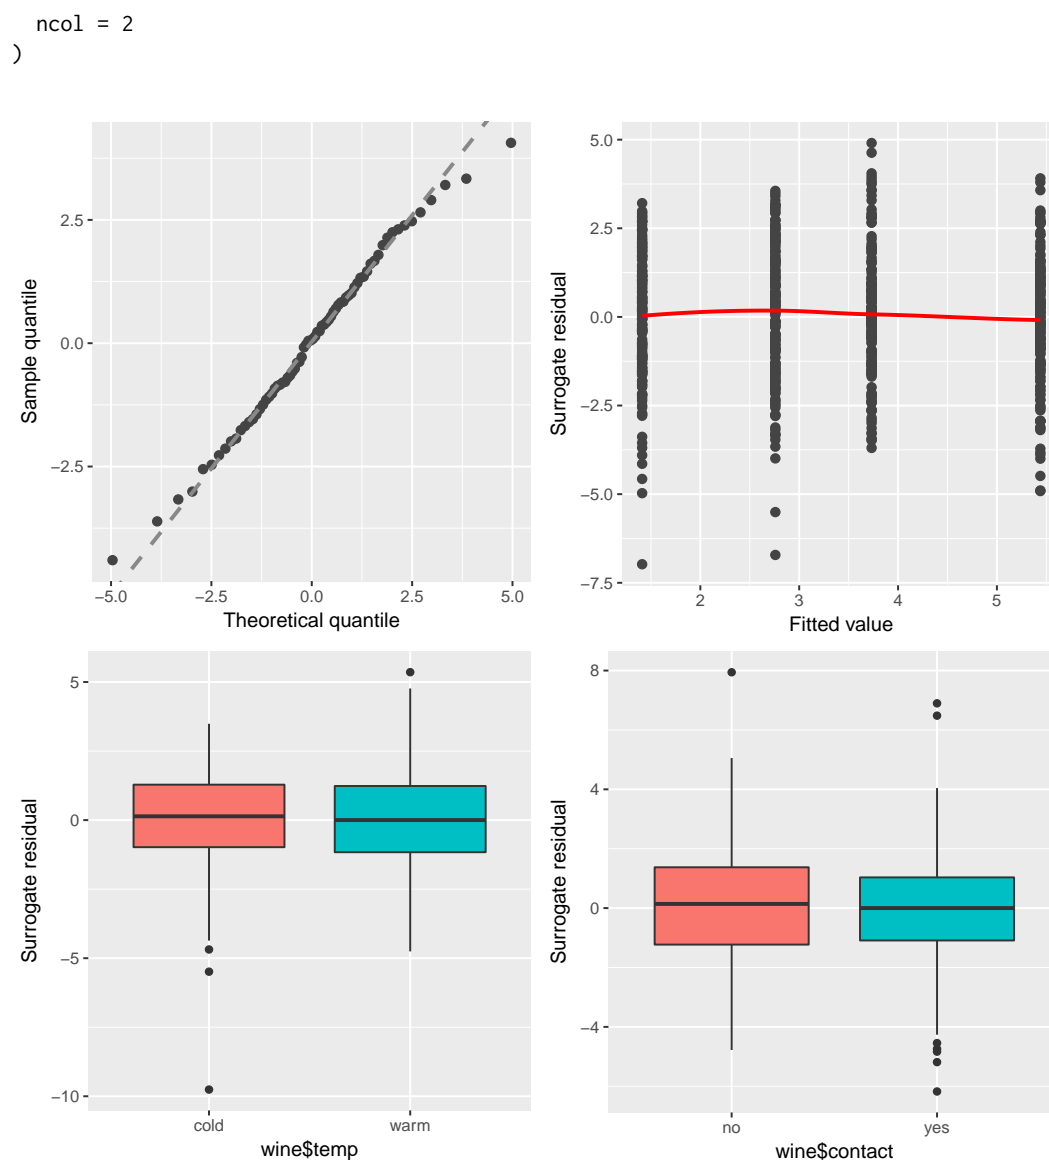 ncol = 2
)
5.0
2.5
2.5
0.0
0.0
−2.5
−2.5
−5.0
−7.5
−5.0 −2.5 0.0 2.5 5.0
2 3 4 5
Sample quantile
Surrogate residual
Theoretical quantile
Fitted value
5
0
−5
−10
8
4
0
−4
Surrogate residual
Surrogate residual
cold warm
no yes
wine$temp
wine$contact